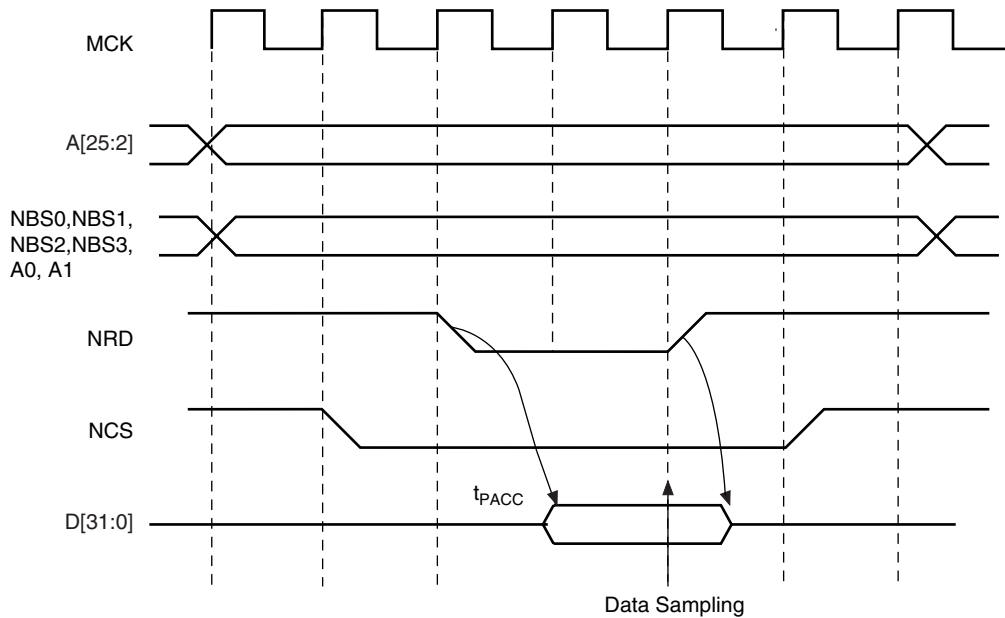 MCK
A[25:2]
NBS0,NBS1,
NBS2,NBS3,
A0, A1
NRD
NCS
tPACC
D[31:0]
Data Sampling